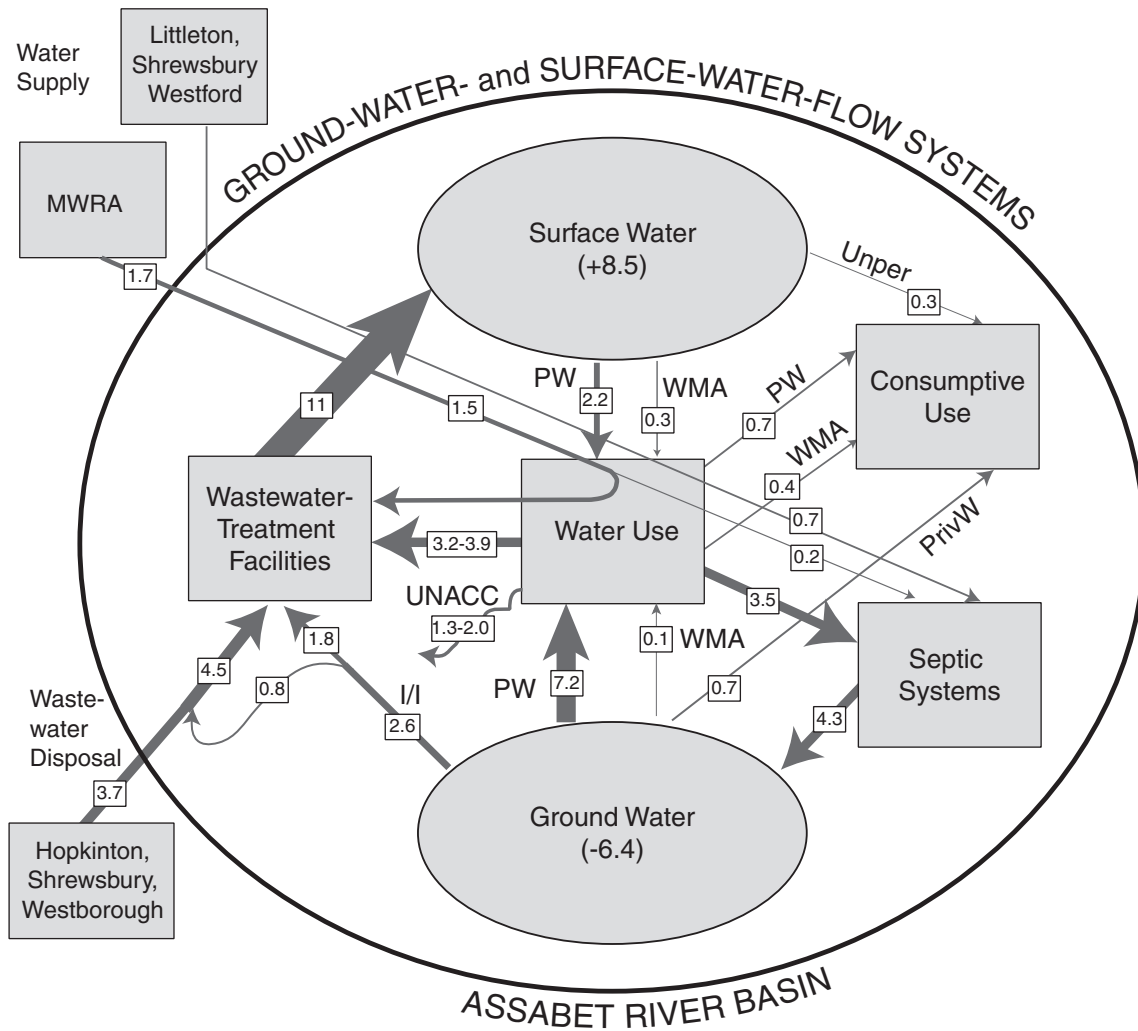 Water
Supply
Littleton,
Shrewsbury
Westford
GROUND-WATER- and SURFACE-WATER-FLOW SYSTEMS
MWRA
1.7
Surface Water
(+8.5)
Unper
0.3
11
1.5
PW
2.2
WMA
0.3
PW
0.7
Consumptive
Use
WMA
0.4
Wastewater-
Treatment
Facilities
3.2-3.9
Water Use
0.7
0.2
PrivW
UNACC
1.3-2.0
3.5
0.1
WMA
1.8
4.5
0.8
I/I
2.6
PW
7.2
0.7
Septic
Systems
4.3
Waste-
water
Disposal
3.7
Ground Water
(-6.4)
Hopkinton,
Shrewsbury,
Westborough
ASSABET RIVER BASIN